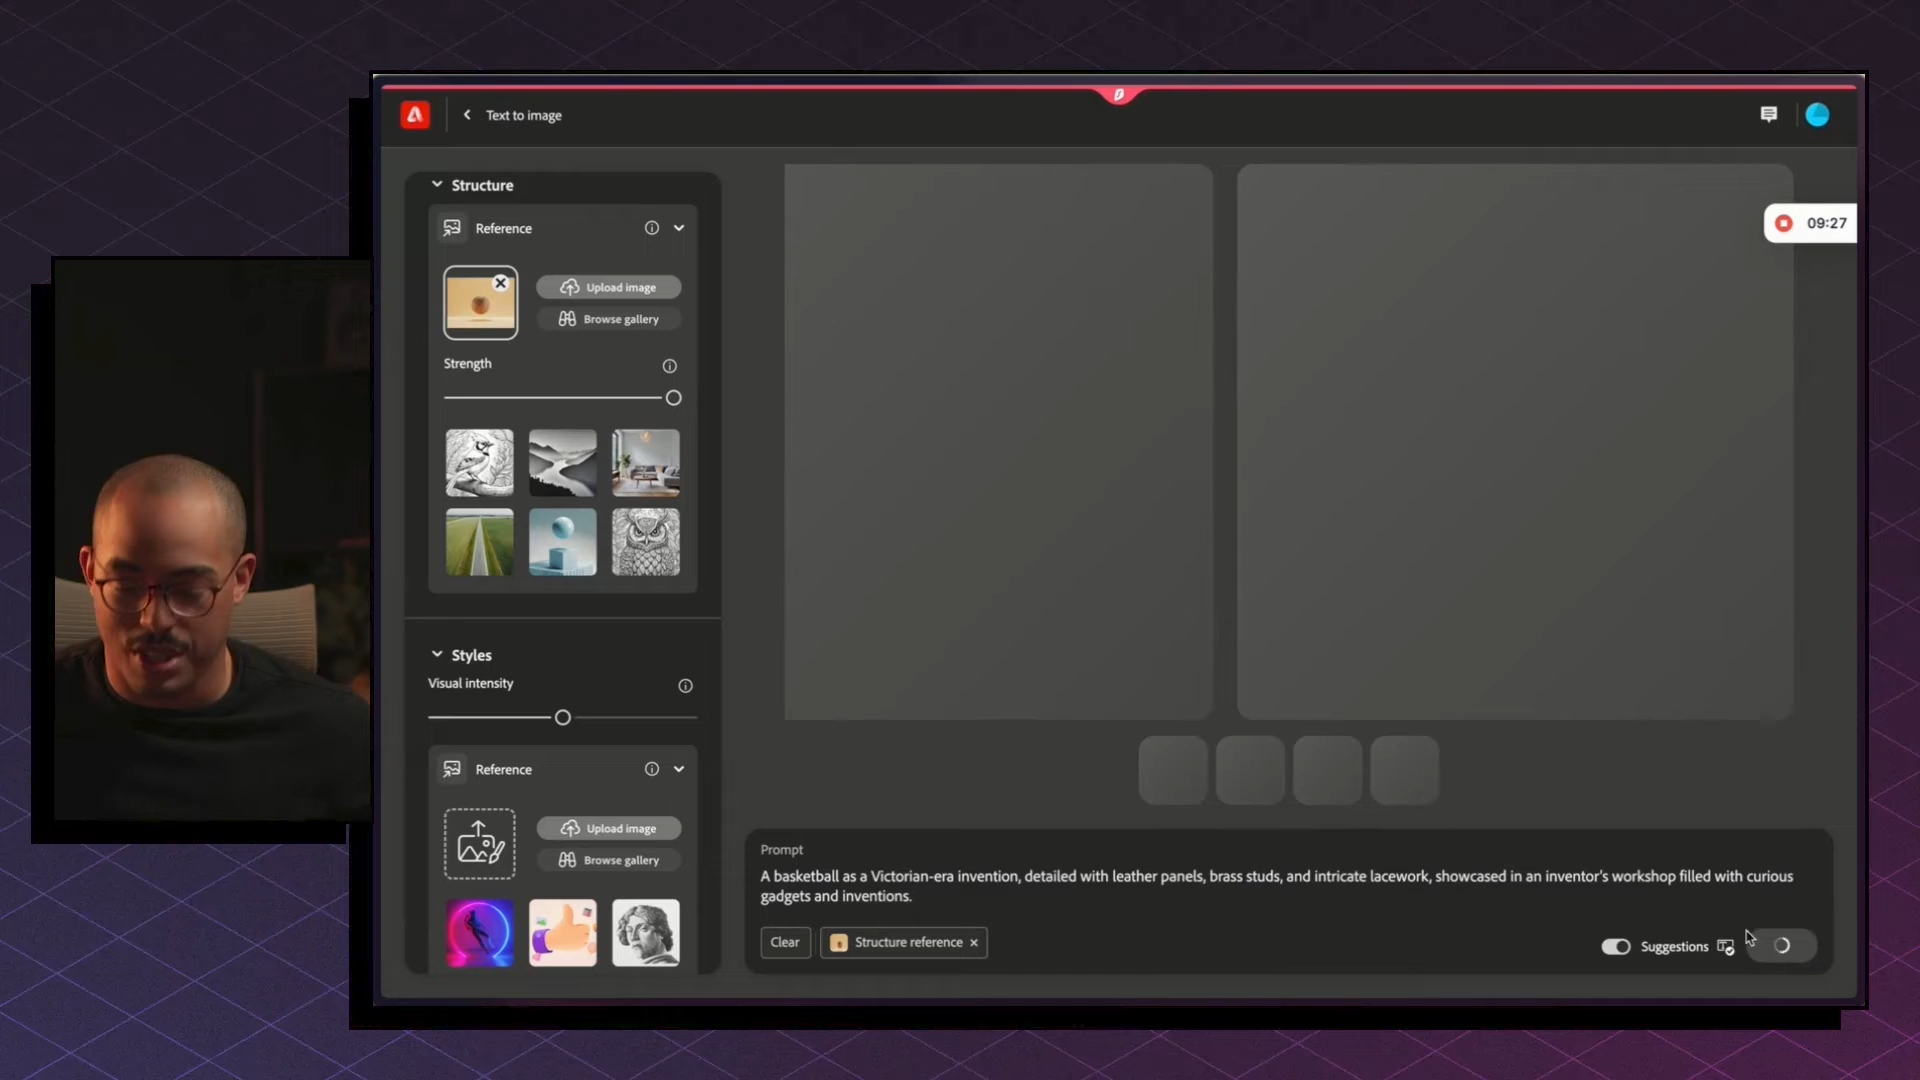 Text to image
09:27
Structure
Reference
Upload image
Browse gallery
Strength
Styles
Visual intensity
Reference
Upload image
Browse gallery
Prompt
A basketball as a Victorian-era invention, detailed with leather panels, brass studs, and intricate lacework, showcased in an inventor's workshop filled with curious
gadgets and inventions.
Clear
Structure reference
Suggestions